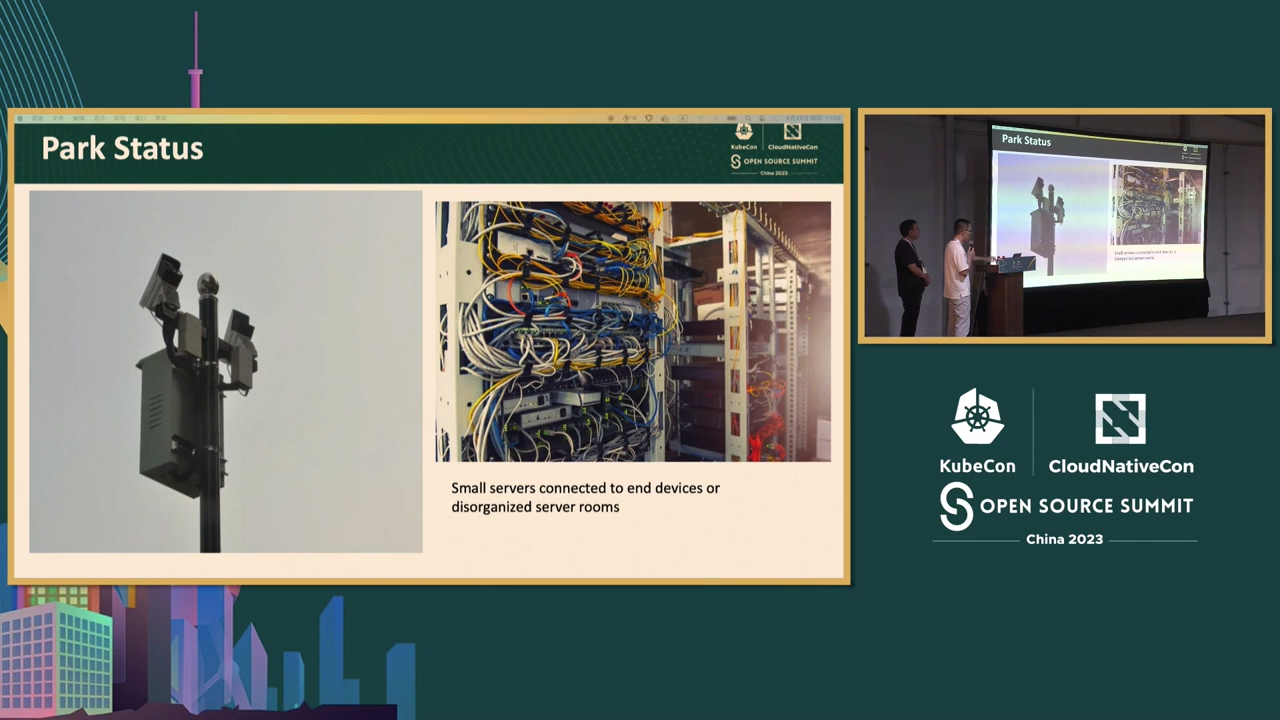 Park Status
KubeCon
CloudNativeCon
OPEN SOURCE SUMMIT
China 2023
Small servers connected to end devices or
disorganized server rooms
Park Status
KubeCon
CloudNativeCon
OPEN SOURCE SUMMIT
China 2023